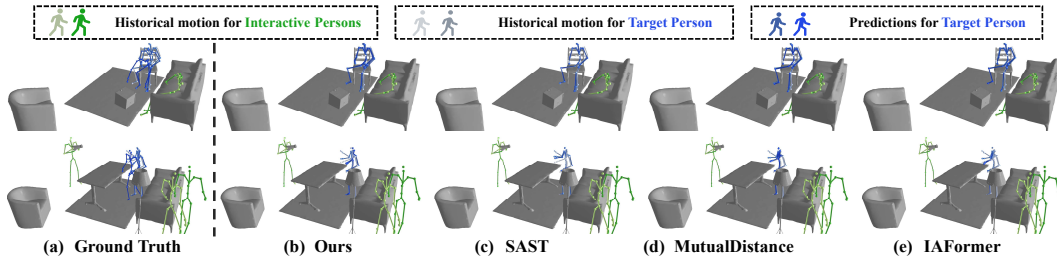 Historical motion for Interactive Persons
Historical motion for Target Person
Predictions for Target Person
(a) Ground Truth
(b) Ours
(c) SAST
(d) MutualDistance
(e) IAFormer